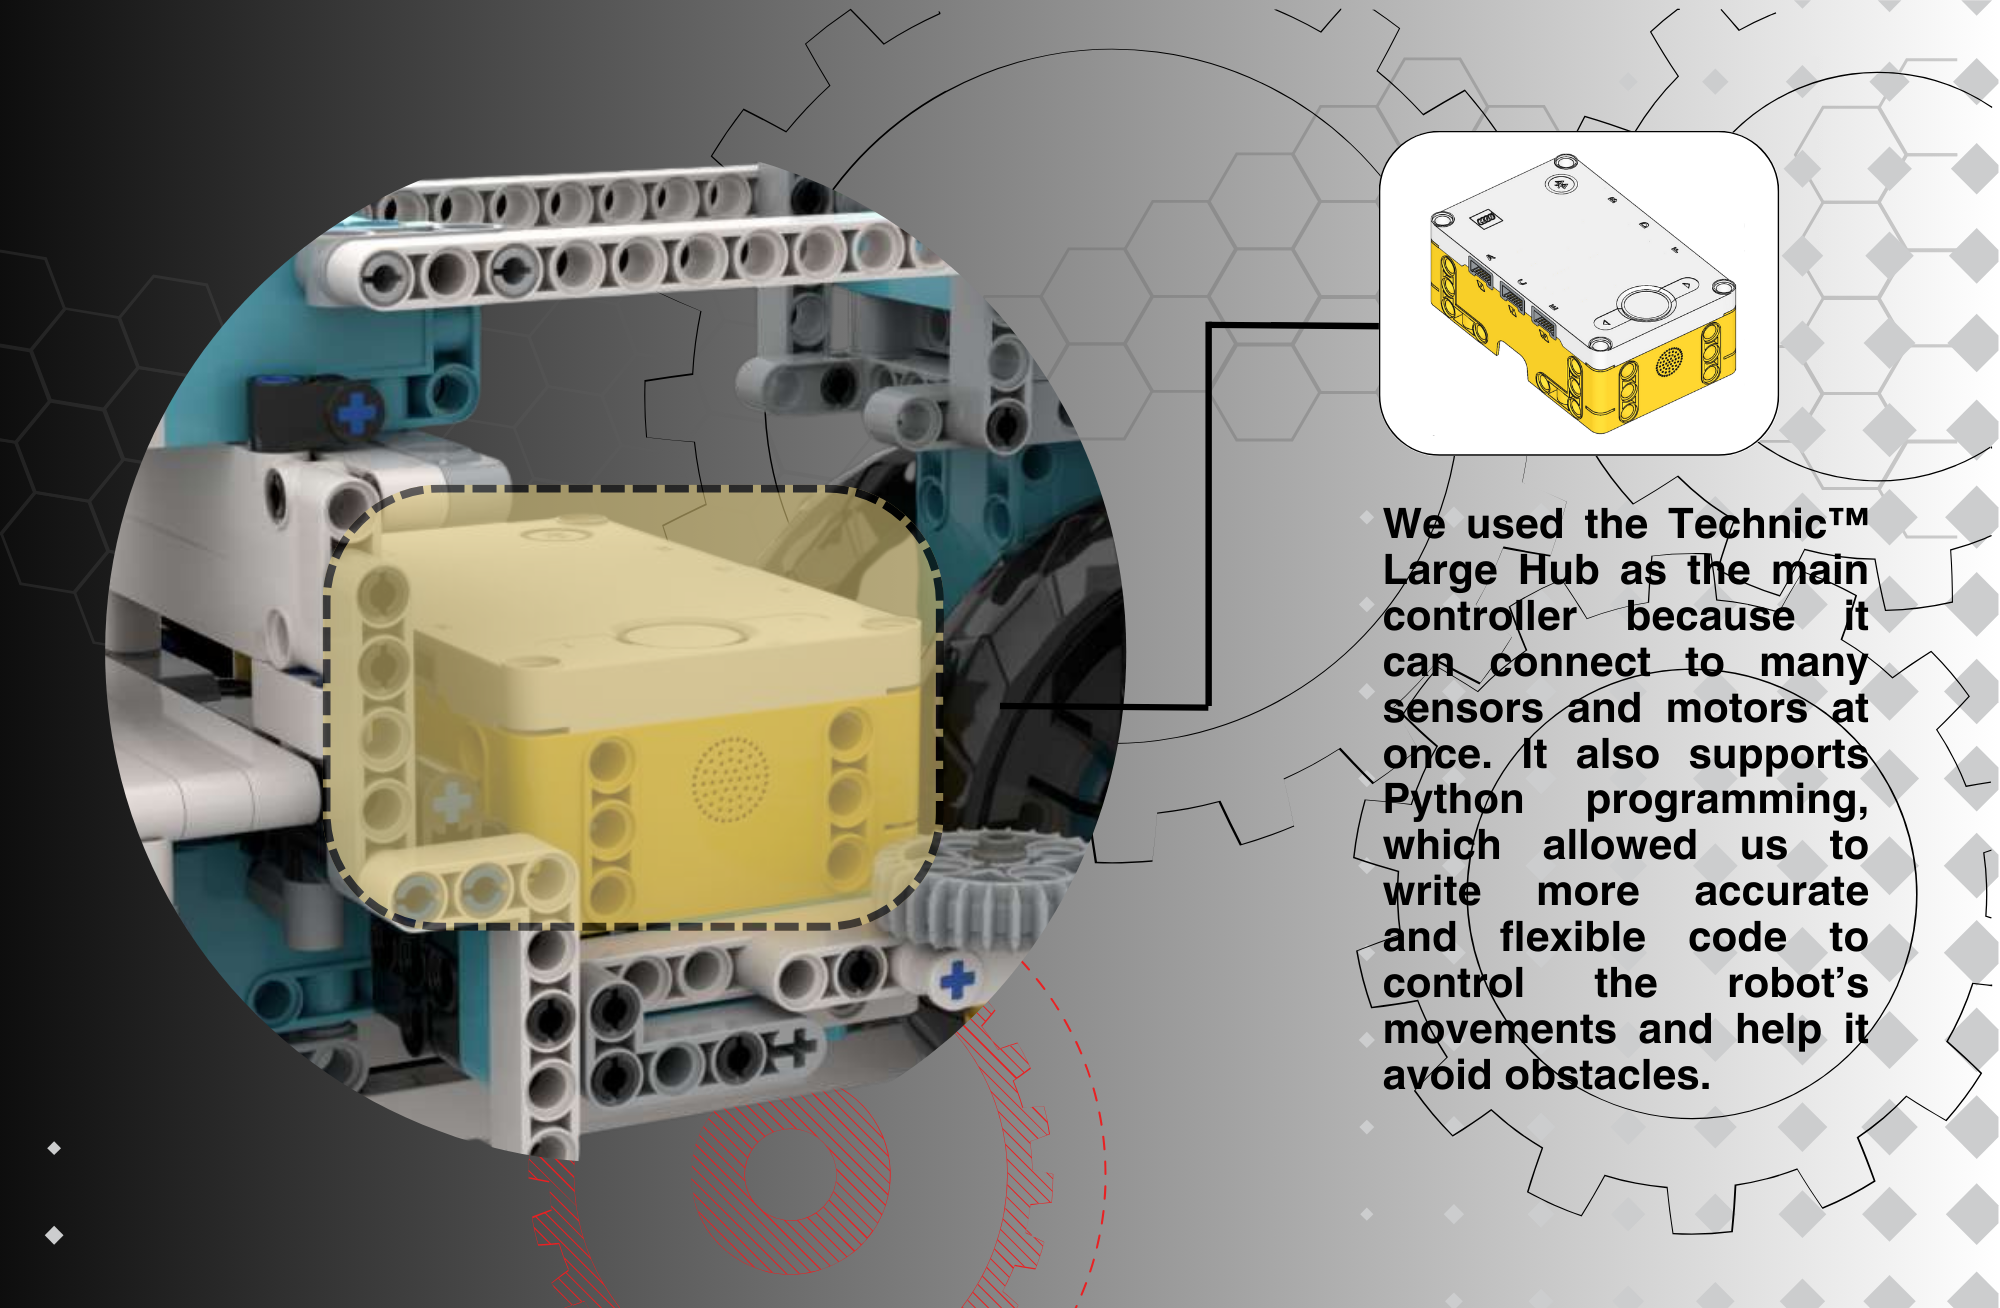 We used the Technic™
Large Hub as the main
controller because it
can connect to many
sensors and motors at
once. It also supports
Python programming,
which allowed us to
write more accurate
and flexible code to
control the robot’s
movements and help it
avoid obstacles.